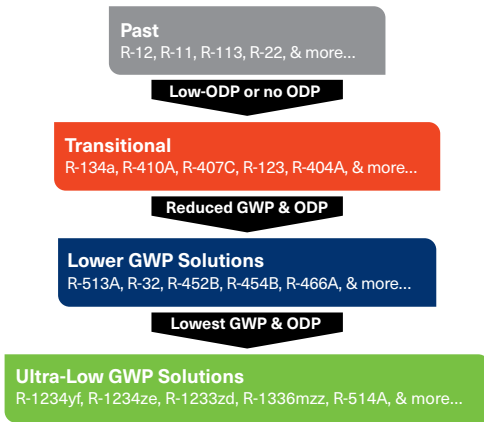 Past
R-12, R-11, R-113, R-22, & more...
Low-ODP or no ODP
Transitional
R-134a, R-410A, R-407C, R-123, R-404A, & more...
Reduced GWP & ODP
Lower GWP Solutions
R-513A, R-32, R-452B, R-454B, R-466A, & more...
Lowest GWP & ODP
Ultra-Low GWP Solutions
R-1234yf, R-1234ze, R-1233zd, R-1336mzz, R-514A, & more...